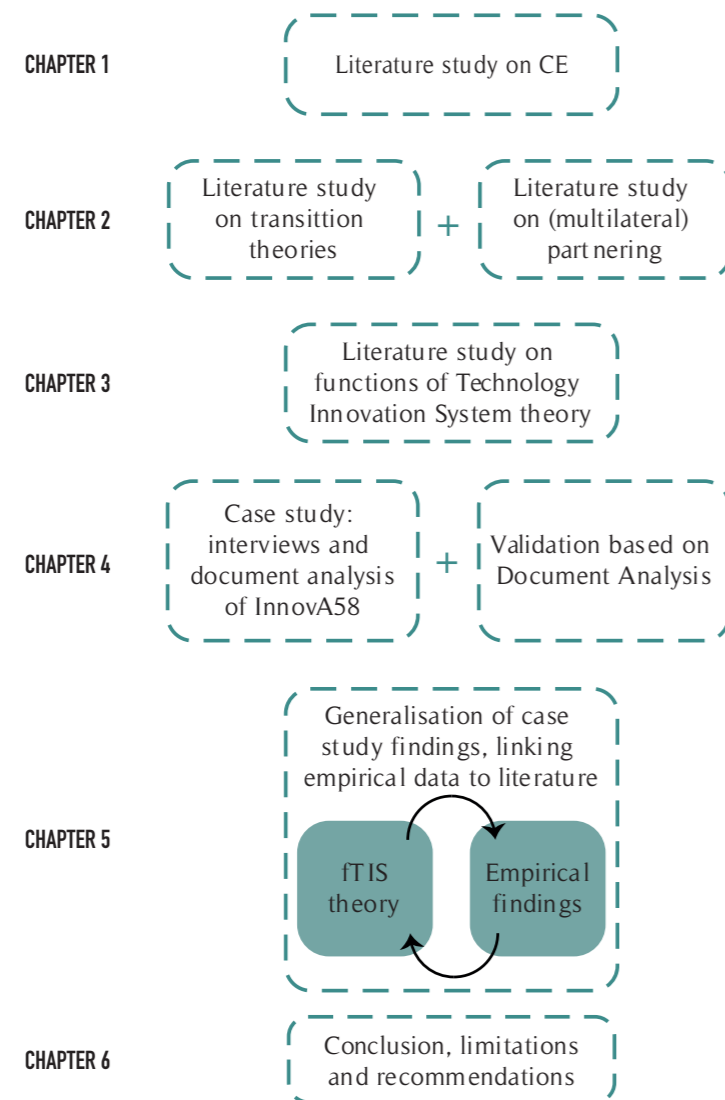 CHAPTER 1
Literature study on CE
CHAPTER 2
Literature study
on transittion
theories
+
Literature study
on (multilateral)
partnering
CHAPTER 3
Literature study on
functions of Technology
Innovation System theory
CHAPTER 4
Case study:
interviews and
document analysis
of InnovA58
+
Validation based on
Document Analysis
CHAPTER 5
Generalisation of case
study findings, linking
empirical data to literature
fTIS
theory
Empirical
findings
CHAPTER 6
Conclusion, limitations
and recommendations